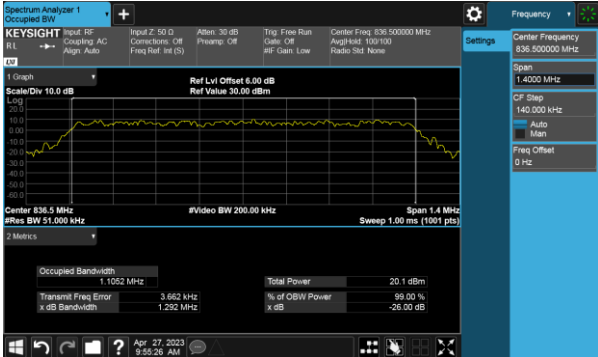 Spectrum Analyzer 1
Occupied BW
+
Frequency
KEYSIGHT
Input: RF
Coupling: AC
Align: Auto
Input Z: 50 Ω
Corrections: Off
Freq Ref: Int (S)
Atten: 30 dB
Preamp: Off
Trig: Free Run
Gate: Off
#IF Gain: Low
Center Freq: 836.500000 MHz
Avg|Hold: 100/100
Radio Std: None
RL
LXI
Settings
Center Frequency
836.500000 MHz
Span
1.4000 MHz
CF Step
140.000 kHz
Auto
Man
Freq Offset
0 Hz
1 Graph
Scale/Div 10.0 dB
Ref Lvl Offset 6.00 dB
Ref Value 30.00 dBm
Log
20.0
10.0
0.00
-10.0
-20.0
-30.0
-40.0
-50.0
-60.0
Center 836.5 MHz
#Video BW 200.00 kHz
Span 1.4 MHz
#Res BW 51.000 kHz
Sweep 1.00 ms (1001 pts)
2 Metrics
Occupied Bandwidth
1.1052 MHz
Total Power 20.1 dBm
Transmit Freq Error 3.662 kHz
% of OBW Power 99.00 %
x dB Bandwidth 1.292 MHz
x dB -26.00 dB
?
Apr 27, 2023
9:55:26 AM